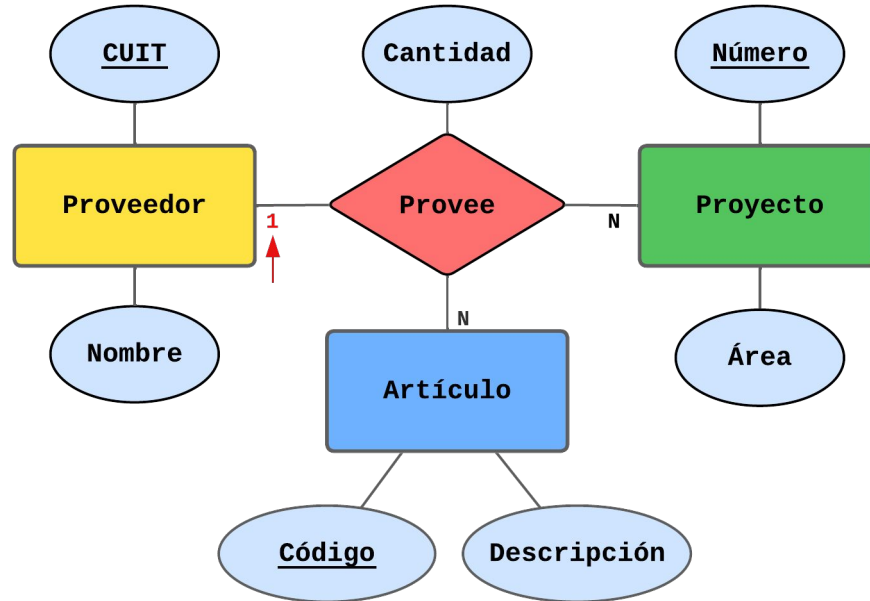 CUIT
Cantidad
Número
Proveedor
Provee
Proyecto
1
N
N
Nombre
Área
Artículo
Código
Descripción